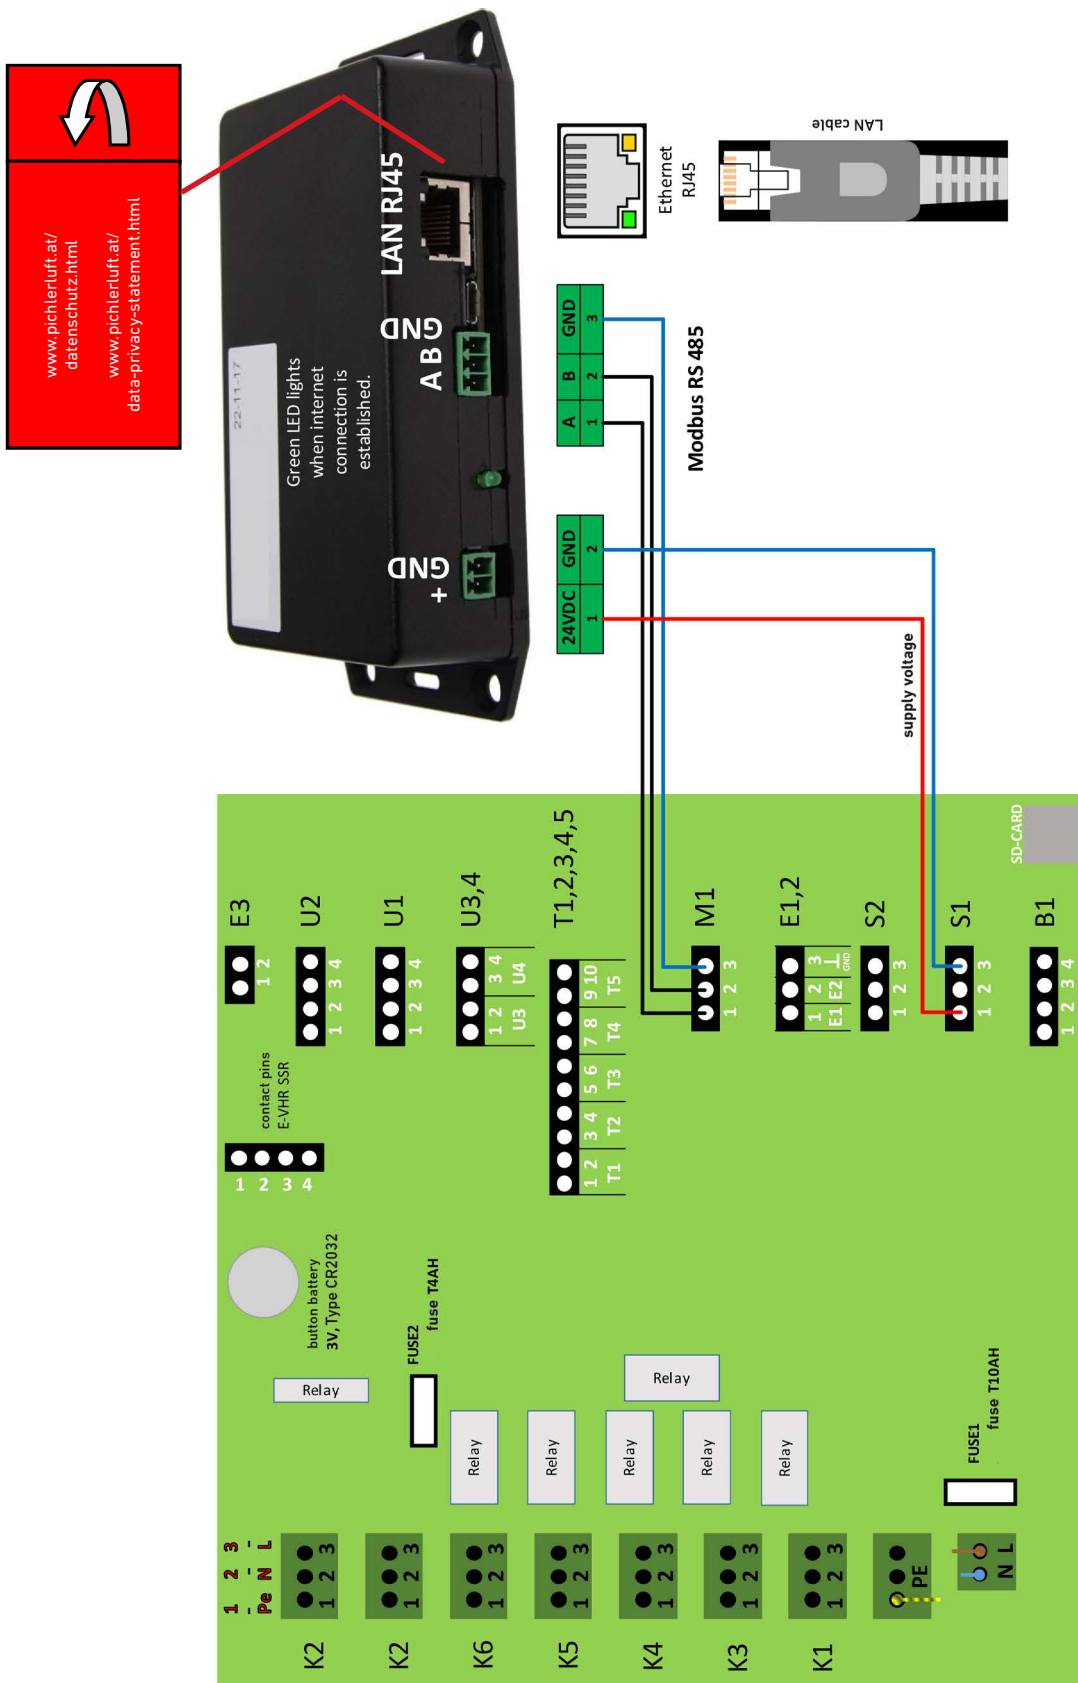 www.pichlerluft.at/
datenschutz.html
www.pichlerluft.at/
data-privacy-statement.html
22-11-17
Green LED lights
when internet
connection is
established.
+
GND
A B
GND
LAN RJ45
24VDC GND
1 2
A B GND
1 2 3
Modbus RS 485
Ethernet
RJ45
LAN cable
supply voltage
E3
1 2
U2
1 2 3 4
U1
1 2 3 4
U3,4
1 2 3 4
U3 U4
T1,2,3,4,5
1 2 3 4 5 6 7 8 9 10
T1 T2 T3 T4 T5
M1
1 2 3
E1,2
1 2 3
E1 E2
GND
S2
1 2 3
S1
1 2 3
B1
1 2 3 4
SD-CARD
contact pins
E-VHR SSR
1
2
3
4
button battery
3V, Type CR2032
FUSE2
fuse T4AH
Relay
Relay
Relay
Relay
Relay
Relay
Relay
FUSE1
fuse T10AH
1 2 3
- - -
Pe N L
K2
1 2 3
K2
1 2 3
K6
1 2 3
K5
1 2 3
K4
1 2 3
K3
1 2 3
K1
1 2 3
PE
N L